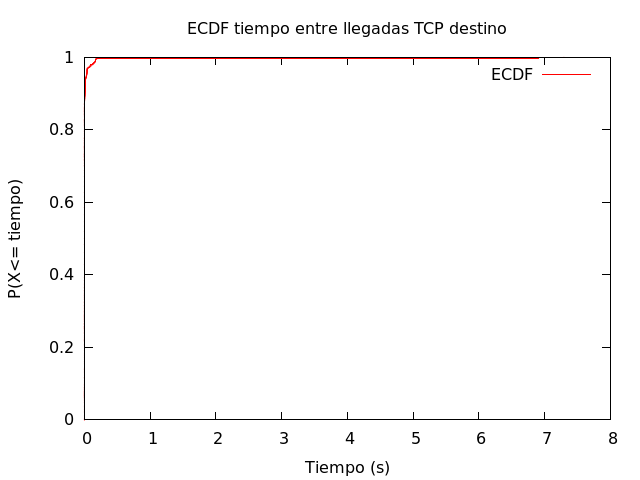 ECDF tiempo entre llegadas TCP destino
ECDF
1
0.8
0.6
0.4
0.2
0
P(X<= tiempo)
0 1 2 3 4 5 6 7 8
Tiempo (s)